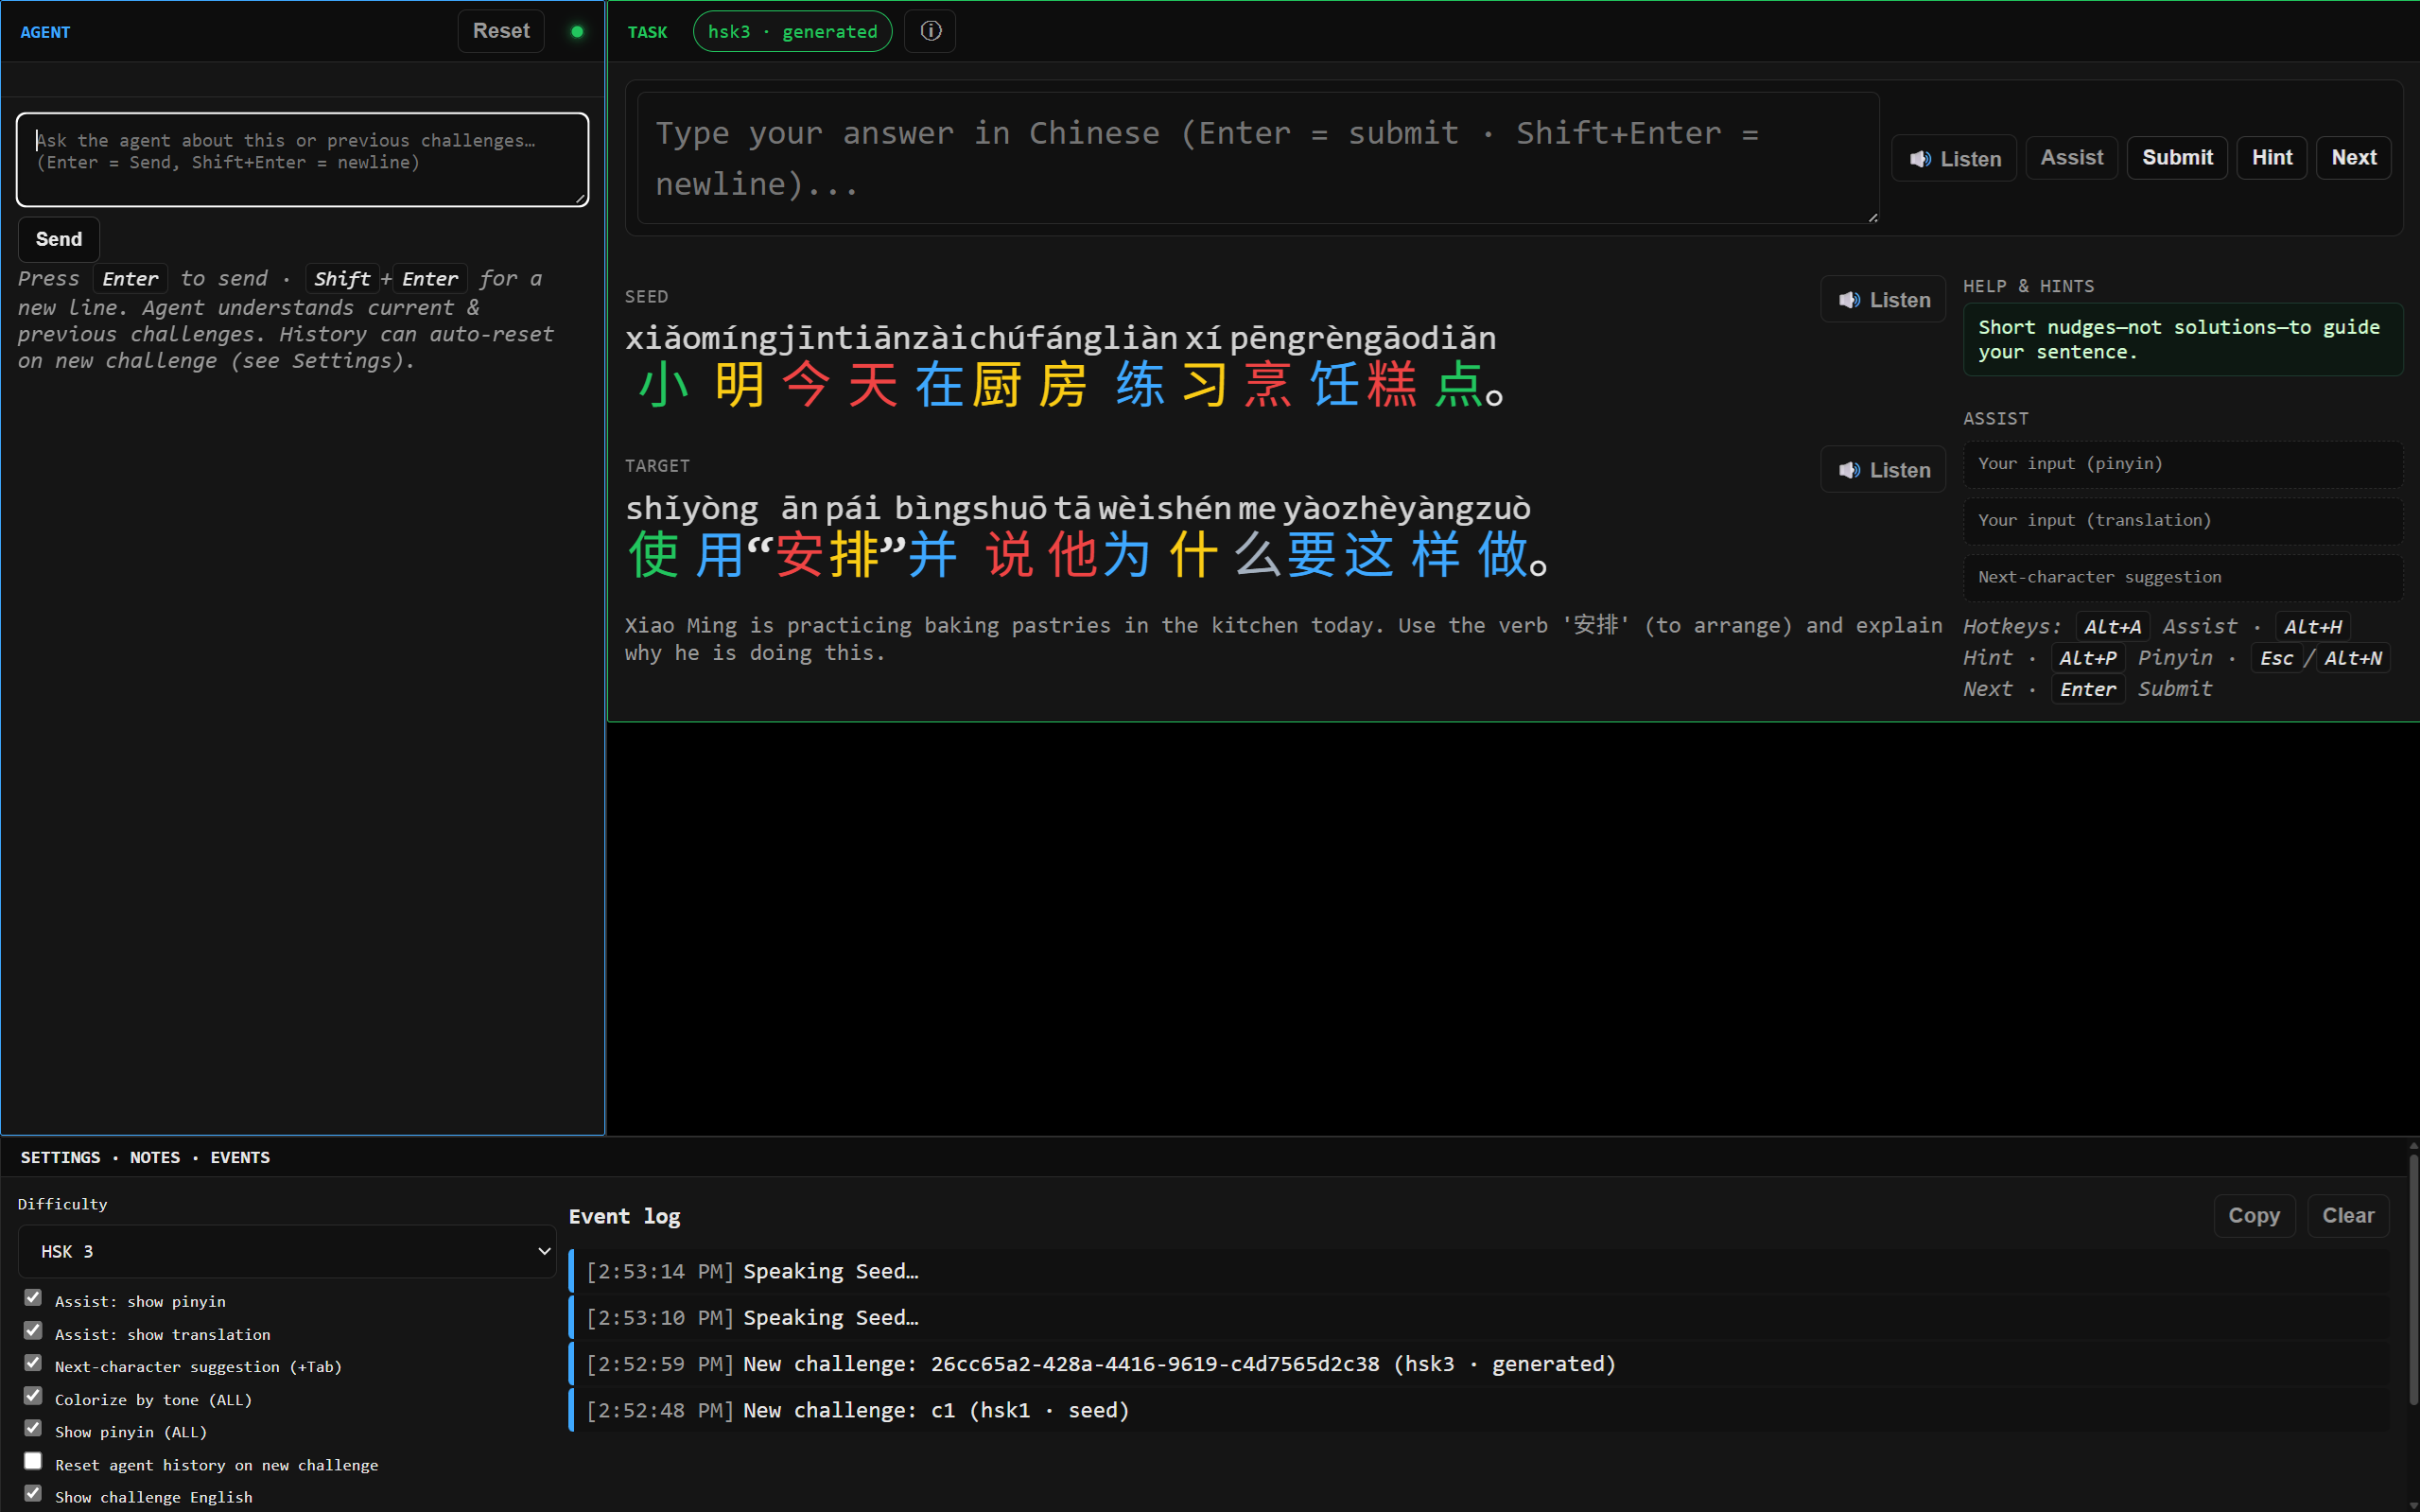 AGENT
Reset
Ask the agent about this or previous challenges…
(Enter = Send, Shift+Enter = newline)
Send
Press Enter to send · Shift+Enter for a
new line. Agent understands current &
previous challenges. History can auto-reset
on new challenge (see Settings).
TASK
hsk3 · generated
ⓘ
Type your answer in Chinese (Enter = submit · Shift+Enter =
newline)...
🔊 Listen
Assist
Submit
Hint
Next
SEED
🔊 Listen
xiǎomíngjīntiānzàichúfángliàn xí pēngrèngāodiǎn
小明今天在厨房练习烹饪糕点。
TARGET
🔊 Listen
shǐyòng ān pái bìngshuō tā wèishén me yàozhèyàngzuò
使用“安排”并说他为什么要这样做。
Xiao Ming is practicing baking pastries in the kitchen today. Use the verb '安排' (to arrange) and explain
why he is doing this.
HELP & HINTS
Short nudges—not solutions—to guide
your sentence.
ASSIST
Your input (pinyin)
Your input (translation)
Next-character suggestion
Hotkeys: Alt+A Assist · Alt+H
Hint · Alt+P Pinyin · Esc/Alt+N
Next · Enter Submit
SETTINGS · NOTES · EVENTS
Difficulty
HSK 3
Assist: show pinyin
Assist: show translation
Next-character suggestion (+Tab)
Colorize by tone (ALL)
Show pinyin (ALL)
Reset agent history on new challenge
Show challenge English
Event log
Copy
Clear
[2:53:14 PM] Speaking Seed…
[2:53:10 PM] Speaking Seed…
[2:52:59 PM] New challenge: 26cc65a2-428a-4416-9619-c4d7565d2c38 (hsk3 · generated)
[2:52:48 PM] New challenge: c1 (hsk1 · seed)